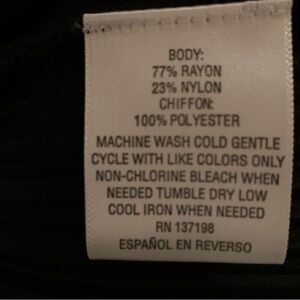 BODY:
77% RAYON
23% NYLON
CHIFFON:
100% POLYESTER
MACHINE WASH COLD GENTLE
CYCLE WITH LIKE COLORS ONLY
NON-CHLORINE BLEACH WHEN
NEEDED TUMBLE DRY LOW
COOL IRON WHEN NEEDED
RN 137198
ESPAÑOL EN REVERSO